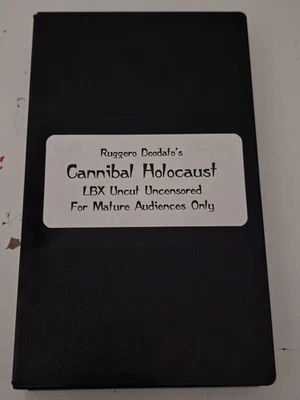 Ruggero Deodato's
Cannibal Holocaust
LBX Uncut Uncensored
For Mature Audiences Only